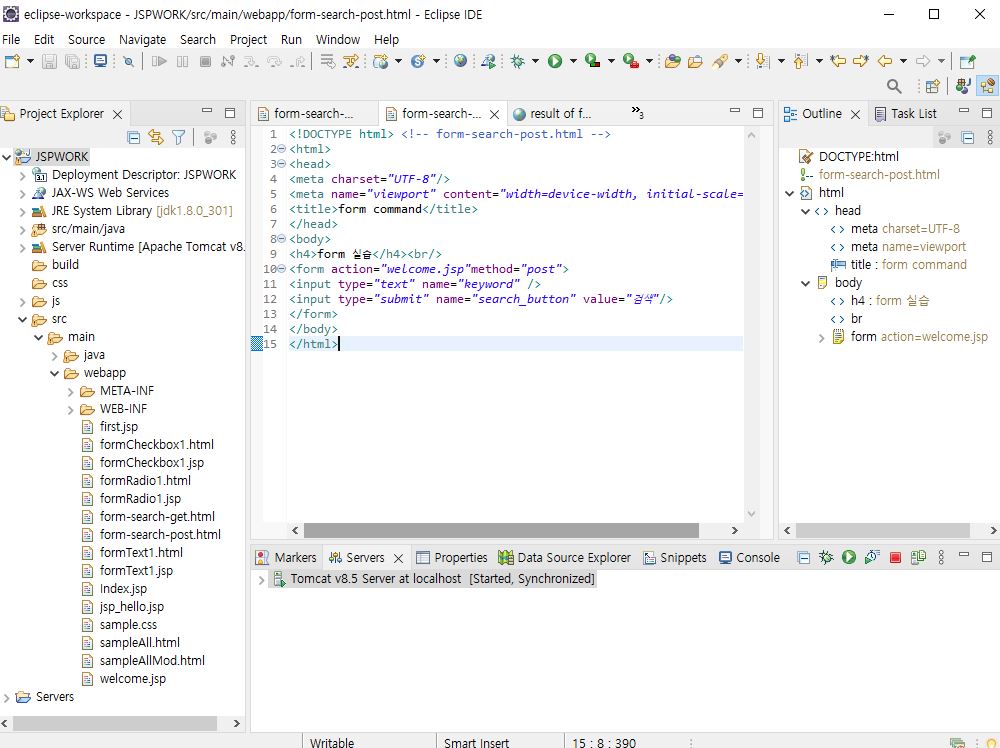 eclipse-workspace - JSPWORK/src/main/webapp/form-search-post.html - Eclipse IDE
File Edit Source Navigate Search Project Run Window Help
Project Explorer
JSPWORK
Deployment Descriptor: JSPWORK
JAX-WS Web Services
JRE System Library [jdk1.8.0_301]
src/main/java
Server Runtime [Apache Tomcat v8.
build
css
js
src
main
java
webapp
META-INF
WEB-INF
first.jsp
formCheckbox1.html
formCheckbox1.jsp
formRadio1.html
formRadio1.jsp
form-search-get.html
form-search-post.html
formText1.html
formText1.jsp
Index.jsp
jsp_hello.jsp
sample.css
sampleAll.html
sampleAllMod.html
welcome.jsp
Servers
form-search-... form-search-... result of f... »3
1 <!DOCTYPE html> <!-- form-search-post.html -->
2 <html>
3 <head>
4 <meta charset="UTF-8"/>
5 <meta name="viewport" content="width=device-width, initial-scale=
6 <title>form command</title>
7 </head>
8 <body>
9 <h4>form 실습</h4><br/>
10 <form action="welcome.jsp"method="post">
11 <input type="text" name="keyword" />
12 <input type="submit" name="search_button" value="검색"/>
13 </form>
14 </body>
15 </html>
Outline Task List
DOCTYPE:html
form-search-post.html
html
head
meta charset=UTF-8
meta name=viewport
title : form command
body
h4 : form 실습
br
form action=welcome.jsp
Markers Servers Properties Data Source Explorer Snippets Console
Tomcat v8.5 Server at localhost [Started, Synchronized]
Writable Smart Insert 15 : 8 : 390